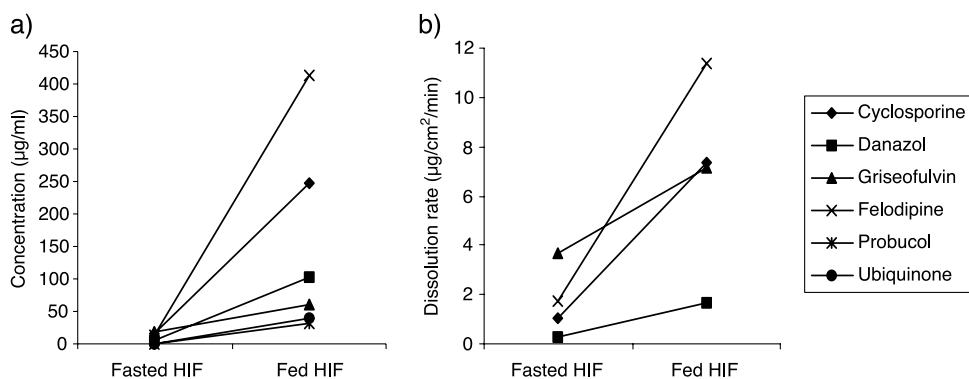 a)
Concentration (µg/ml)
450
400
350
300
250
200
150
100
50
0
Fasted HIF Fed HIF
b)
Dissolution rate (µg/cm²/min)
12
10
8
6
4
2
0
Fasted HIF Fed HIF
Cyclosporine
Danazol
Griseofulvin
Felodipine
Probucol
Ubiquinone